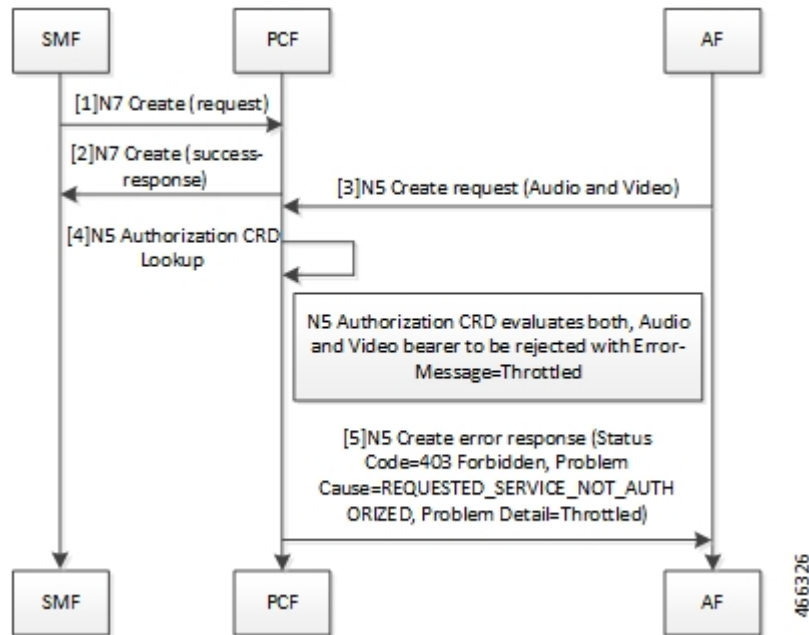 SMF
PCF
AF
[1]N7 Create (request)
[2]N7 Create (success-
response)
[3]N5 Create request (Audio and Video)
[4]N5 Authorization CRD
Lookup
N5 Authorization CRD evaluates both, Audio
and Video bearer to be rejected with Error-
Message=Throttled
[5]N5 Create error response (Status
Code=403 Forbidden, Problem
Cause=REQUESTED_SERVICE_NOT_AUTH
ORIZED, Problem Detail=Throttled)
SMF
PCF
AF
466326